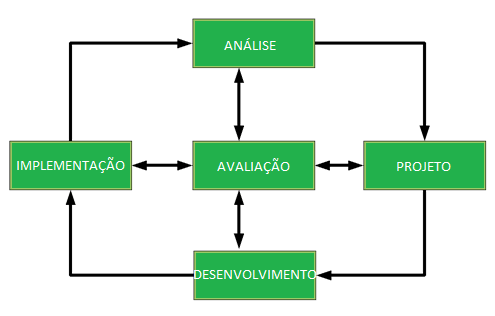 ANÁLISE
IMPLEMENTAÇÃO
AVALIAÇÃO
PROJETO
DESENVOLVIMENTO